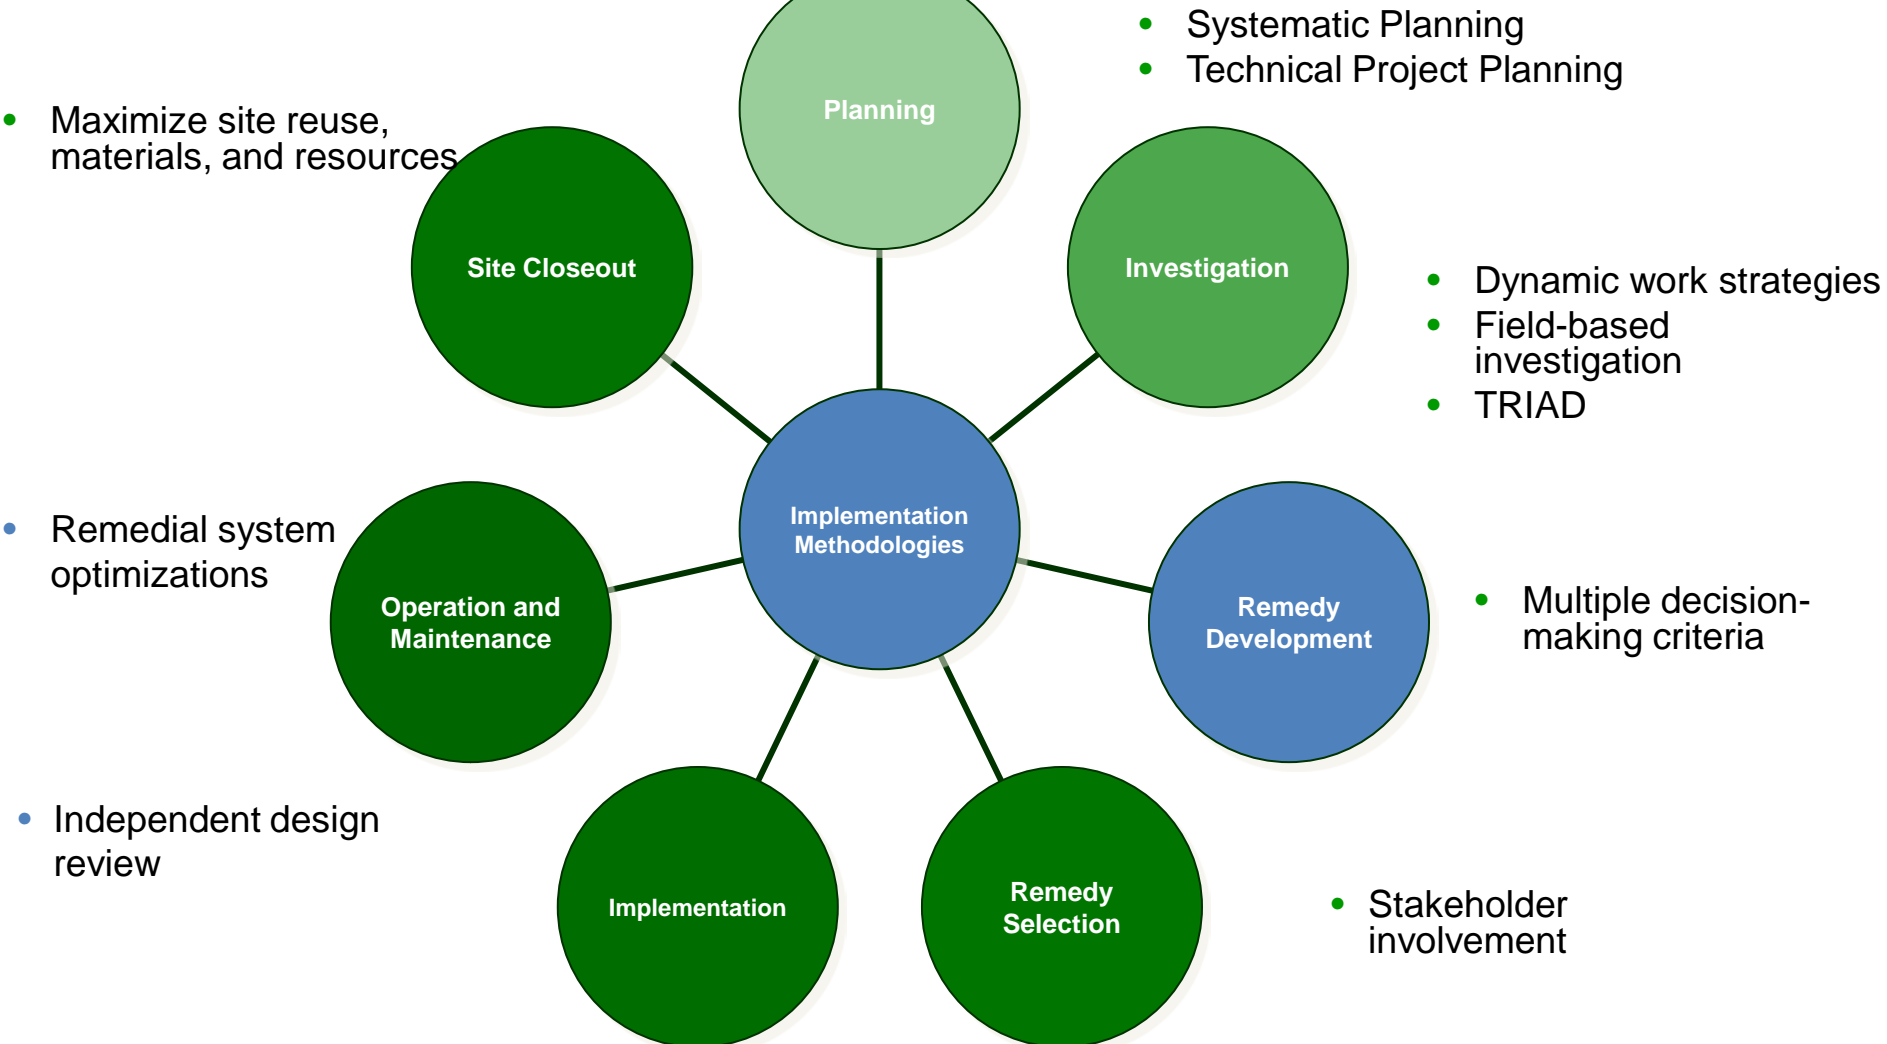 Planning
• Systematic Planning
• Technical Project Planning
Investigation
• Dynamic work strategies
• Field-based
investigation
• TRIAD
Remedy
Development
• Multiple decision-
making criteria
Remedy
Selection
• Stakeholder
involvement
Implementation
• Independent design
review
Operation and
Maintenance
• Remedial system
optimizations
Site Closeout
• Maximize site reuse,
materials, and resources
Implementation
Methodologies